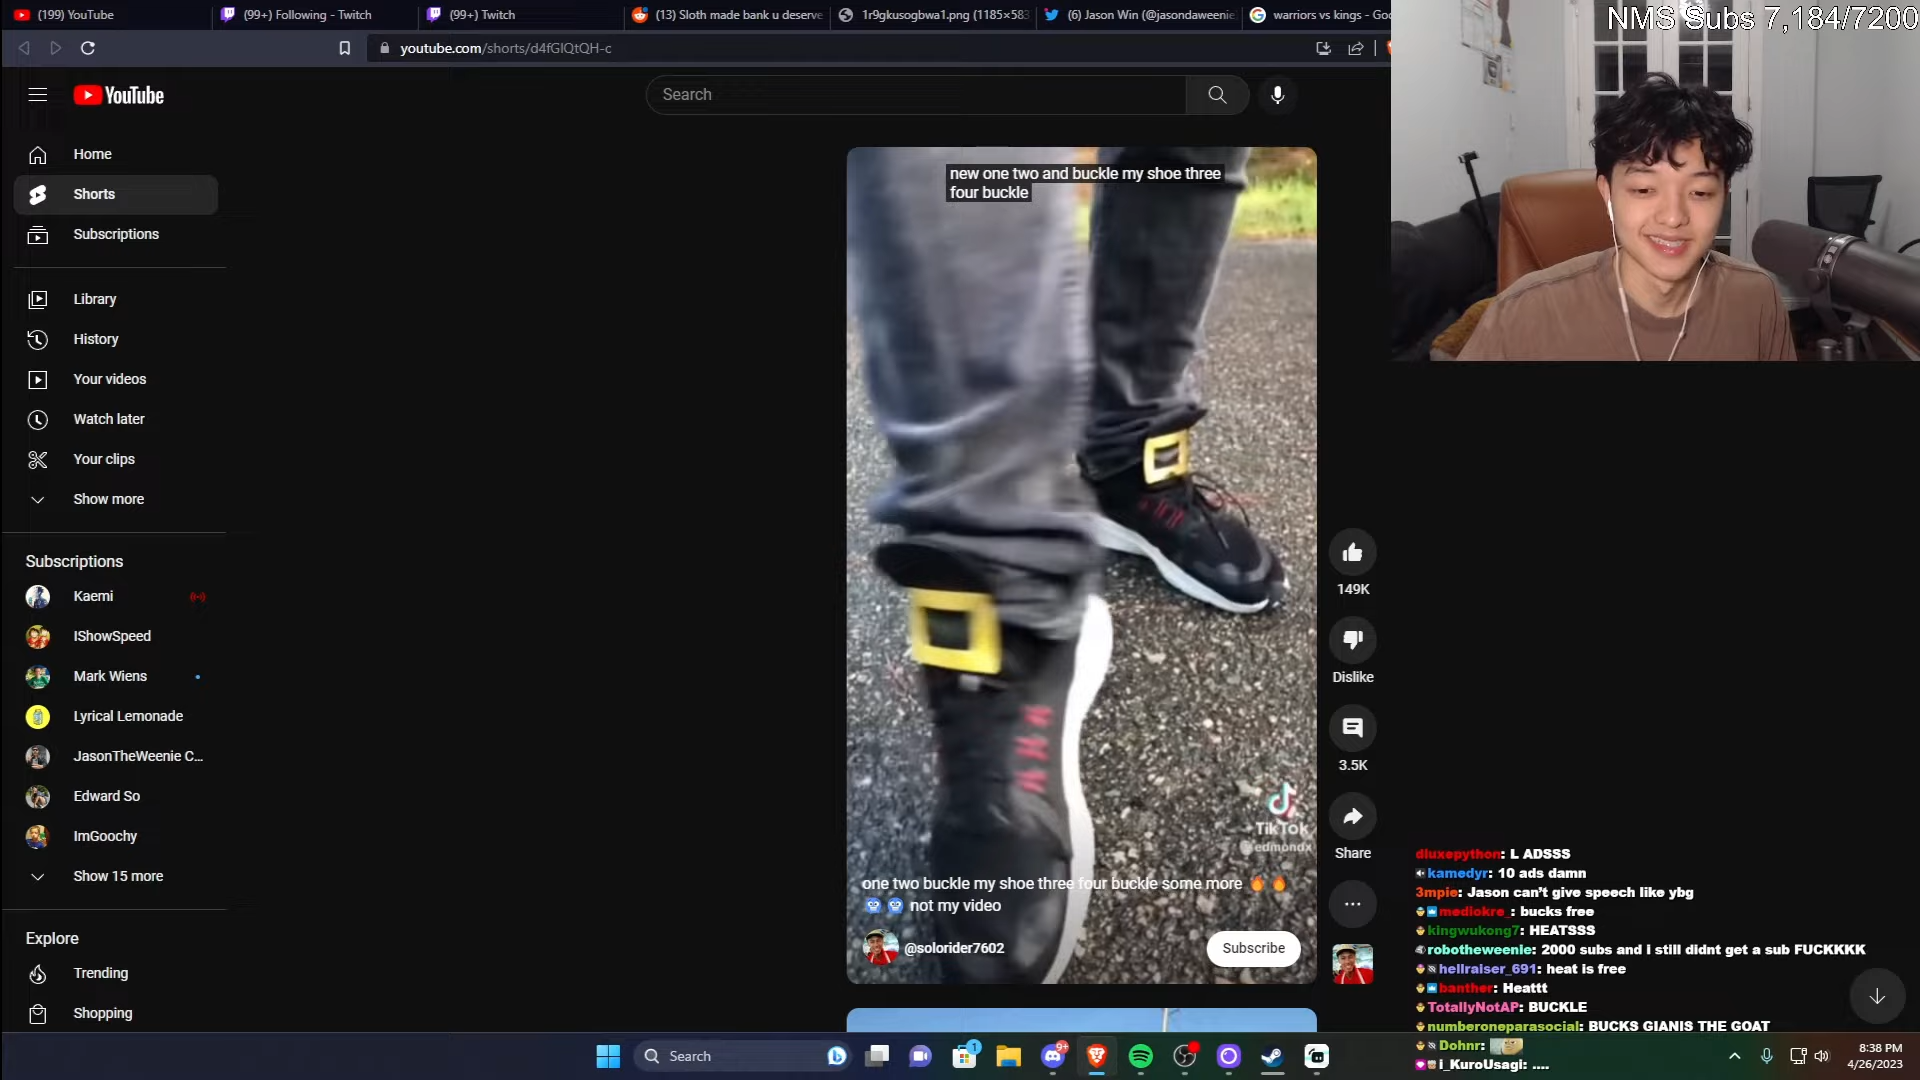 (199) YouTube
(99+) Following - Twitch
(99+) Twitch
(13) Sloth made bank u deserve
1r9gkusogbwa1.png (1185×583
(6) Jason Win (@jasondaweenie
warriors vs kings - Goo
NMS Subs 7,184/7200
youtube.com/shorts/d4fGlQtQH-c
YouTube
Search
Home
Shorts
Subscriptions
Library
History
Your videos
Watch later
Your clips
Show more
Subscriptions
Kaemi
IShowSpeed
Mark Wiens
Lyrical Lemonade
JasonTheWeenie C...
Edward So
ImGoochy
Show 15 more
Explore
Trending
Shopping
new one two and buckle my shoe three
four buckle
TikTok
@edmondx
one two buckle my shoe three four buckle some more 🔥 🔥
🥶 🥶 not my video
@solorider7602
Subscribe
149K
Dislike
3.5K
Share
dluxepython: L ADSSS
kamedyr: 10 ads damn
3mpie: Jason can't give speech like ybg
mediokre_: bucks free
kingwukong7: HEATSSS
robotheweenie: 2000 subs and i still didnt get a sub FUCKKKK
hellraiser_691: heat is free
banther: Heattt
TotallyNotAP: BUCKLE
numberoneparasocial: BUCKS GIANIS THE GOAT
Dohnr:
i_KuroUsagi: ....
Search
1
9+
8:38 PM
4/26/2023